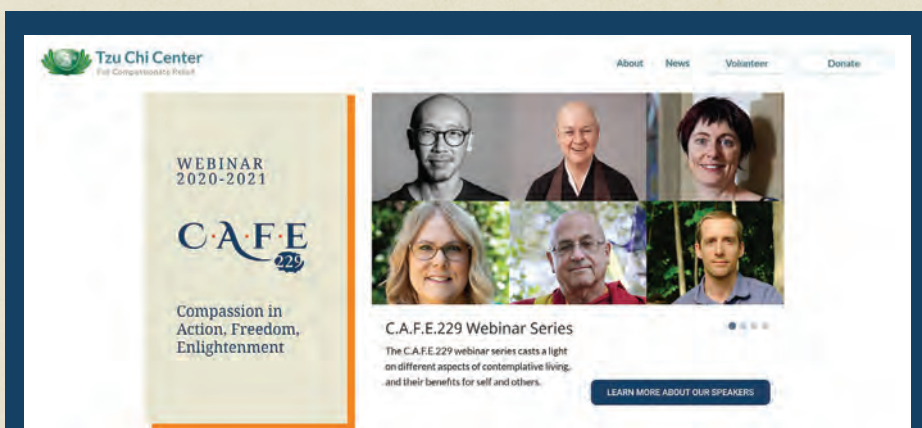 Tzu Chi Center
For Compassionate Relief
About News Volunteer Donate
WEBINAR
2020-2021
C·A·F·E
229
Compassion in
Action, Freedom,
Enlightenment
C.A.F.E.229 Webinar Series
The C.A.F.E.229 webinar series casts a light
on different aspects of contemplative living,
and their benefits for self and others.
LEARN MORE ABOUT OUR SPEAKERS